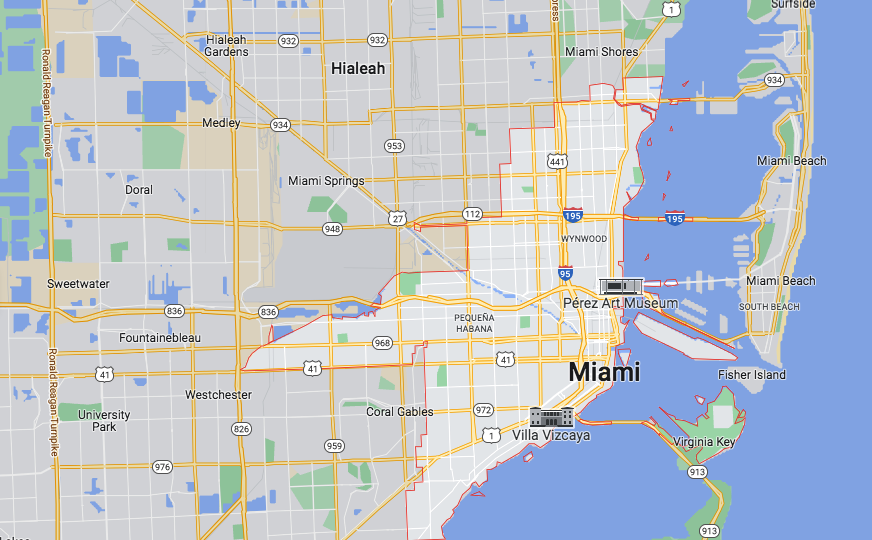 Surfside
1
press
Hialeah
Gardens
932
932
Miami Shores
Hialeah
934
Ronald Reagan Turnpike
Medley
934
953
441
Miami Beach
Miami Springs
Doral
27
112
195
195
948
WYNWOOD
95
Sweetwater
Miami Beach
Pérez Art Museum
SOUTH BEACH
836
836
PEQUEÑA
HABANA
Fountainebleau
968
41
41
41
Miami
Fisher Island
Ronald Reagan Turnpike
Westchester
University
Park
Coral Gables
972
826
1
Villa Vizcaya
Virginia Key
959
976
913
913